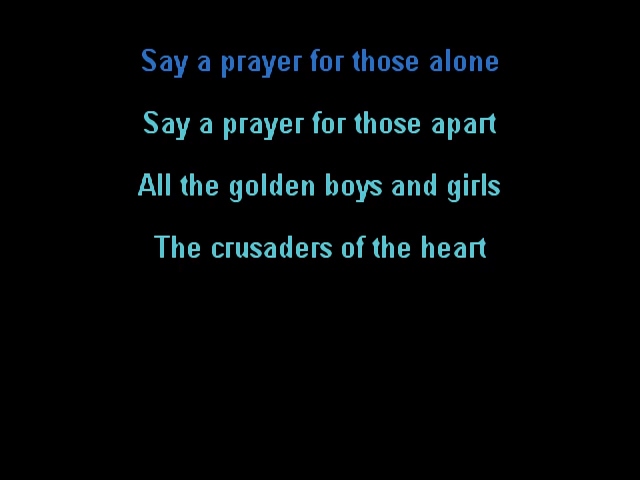 Say a prayer for those alone
Say a prayer for those apart
All the golden boys and girls
The crusaders of the heart